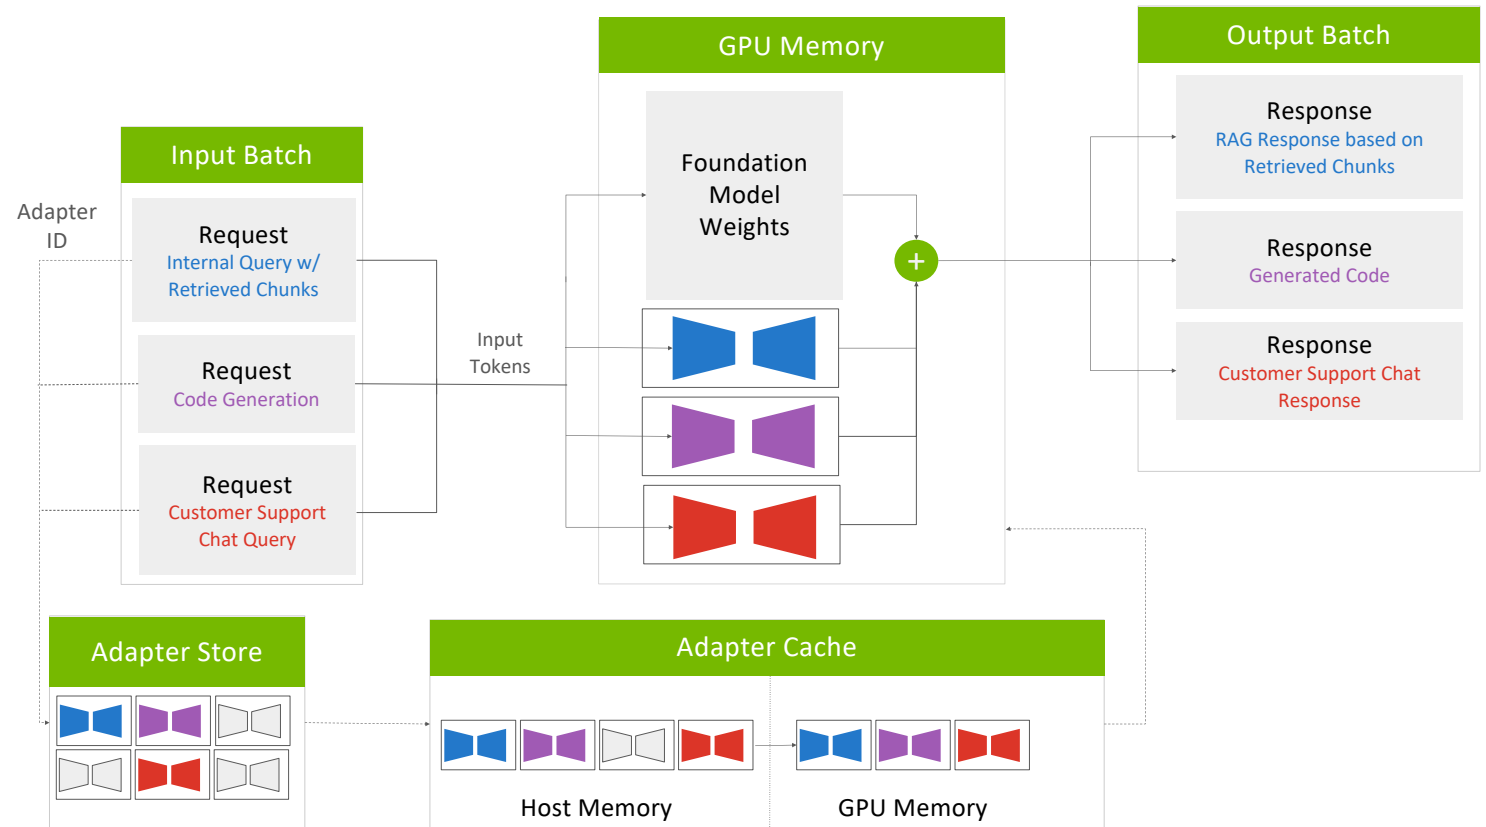 Adapter
ID
Input Batch
Request
Internal Query w/
Retrieved Chunks
Request
Code Generation
Request
Customer Support
Chat Query
Input
Tokens
GPU Memory
Foundation
Model
Weights
+
Output Batch
Response
RAG Response based on
Retrieved Chunks
Response
Generated Code
Response
Customer Support Chat
Response
Adapter Store
Adapter Cache
Host Memory
GPU Memory